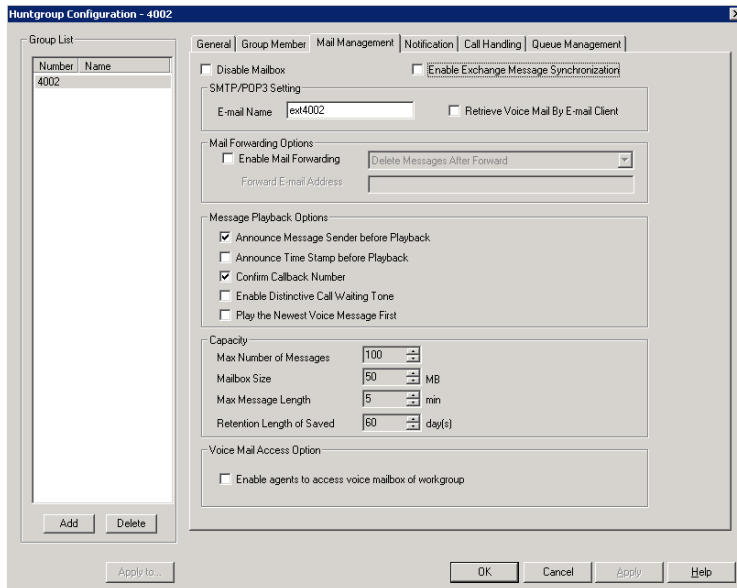 Huntgroup Configuration - 4002
Group List
Number Name
4002
Add Delete
Apply to...
General Group Member Mail Management Notification Call Handling Queue Management
Disable Mailbox Enable Exchange Message Synchronization
SMTP/POP3 Setting
E-mail Name ext4002 Retrieve Voice Mail By E-mail Client
Mail Forwarding Options
Enable Mail Forwarding Delete Messages After Forward
Forward E-mail Address
Message Playback Options
Announce Message Sender before Playback
Announce Time Stamp before Playback
Confirm Callback Number
Enable Distinctive Call Waiting Tone
Play the Newest Voice Message First
Capacity
Max Number of Messages 100
Mailbox Size 50 MB
Max Message Length 5 min
Retention Length of Saved 60 day(s)
Voice Mail Access Option
Enable agents to access voice mailbox of workgroup
OK Cancel Apply Help